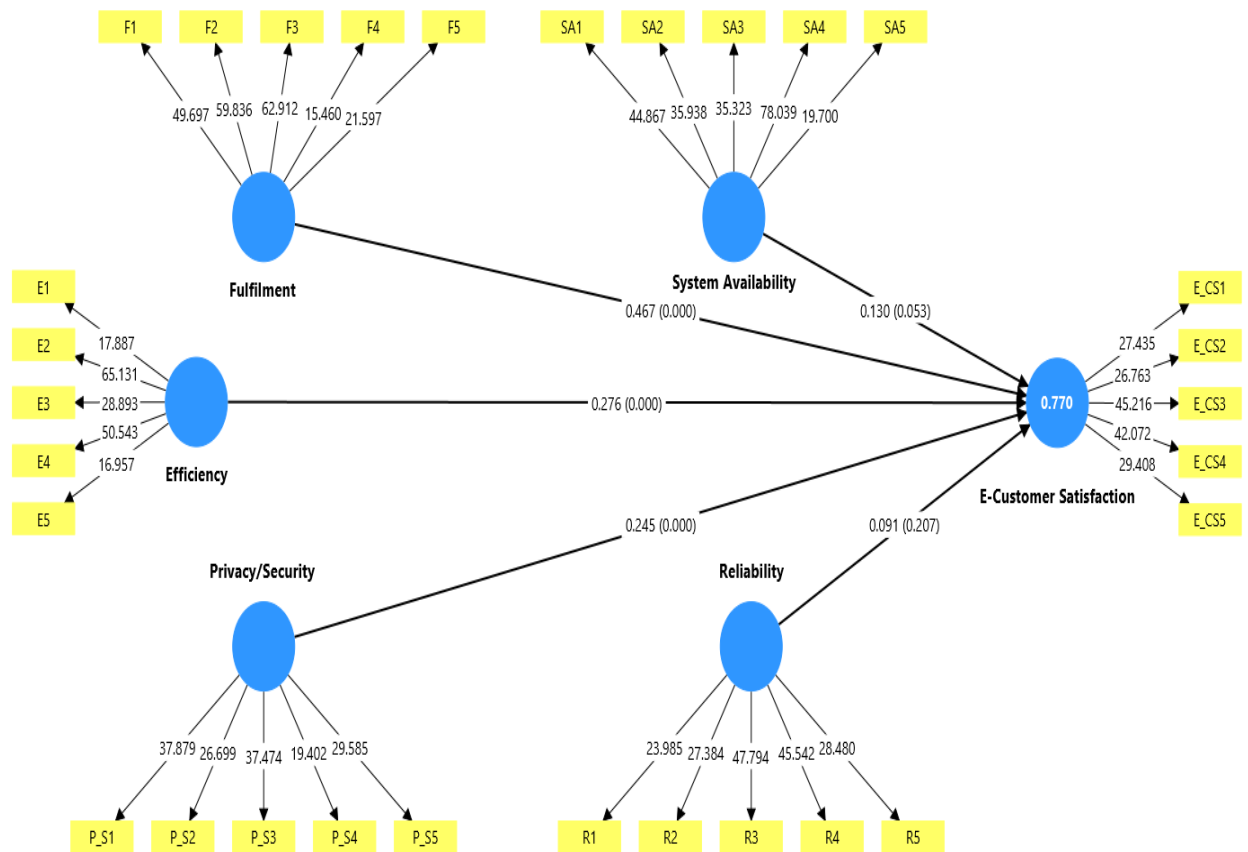 F1
F2
F3
F4
F5
SA1
SA2
SA3
SA4
SA5
49.697
59.836
62.912
15.460
21.597
44.867
35.938
35.323
78.039
19.700
Fulfilment
System Availability
0.467 (0.000)
0.130 (0.053)
E1
E2
E3
E4
E5
17.887
65.131
28.893
50.543
16.957
Efficiency
0.276 (0.000)
0.770
E-Customer Satisfaction
27.435
26.763
45.216
42.072
29.408
E_CS1
E_CS2
E_CS3
E_CS4
E_CS5
0.245 (0.000)
0.091 (0.207)
Privacy/Security
Reliability
37.879
26.699
37.474
19.402
29.585
23.985
27.384
47.794
45.542
28.480
P_S1
P_S2
P_S3
P_S4
P_S5
R1
R2
R3
R4
R5